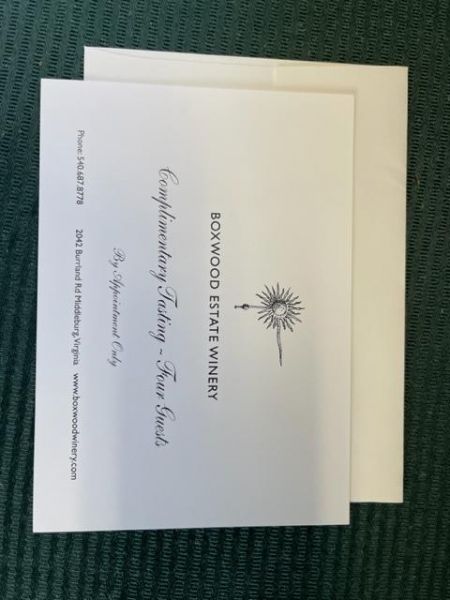 BOXWOOD ESTATE WINERY
Complimentary Tasting ~ Four Guests
By Appointment Only
Phone: 540.687.8778 2042 Burrland Rd Middleburg, Virginia www.boxwoodwinery.com